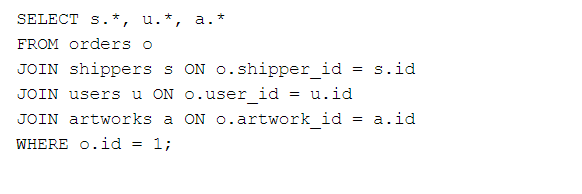 SELECT s.*, u.*, a.*
FROM orders o
JOIN shippers s ON o.shipper_id = s.id
JOIN users u ON o.user_id = u.id
JOIN artworks a ON o.artwork_id = a.id
WHERE o.id = 1;